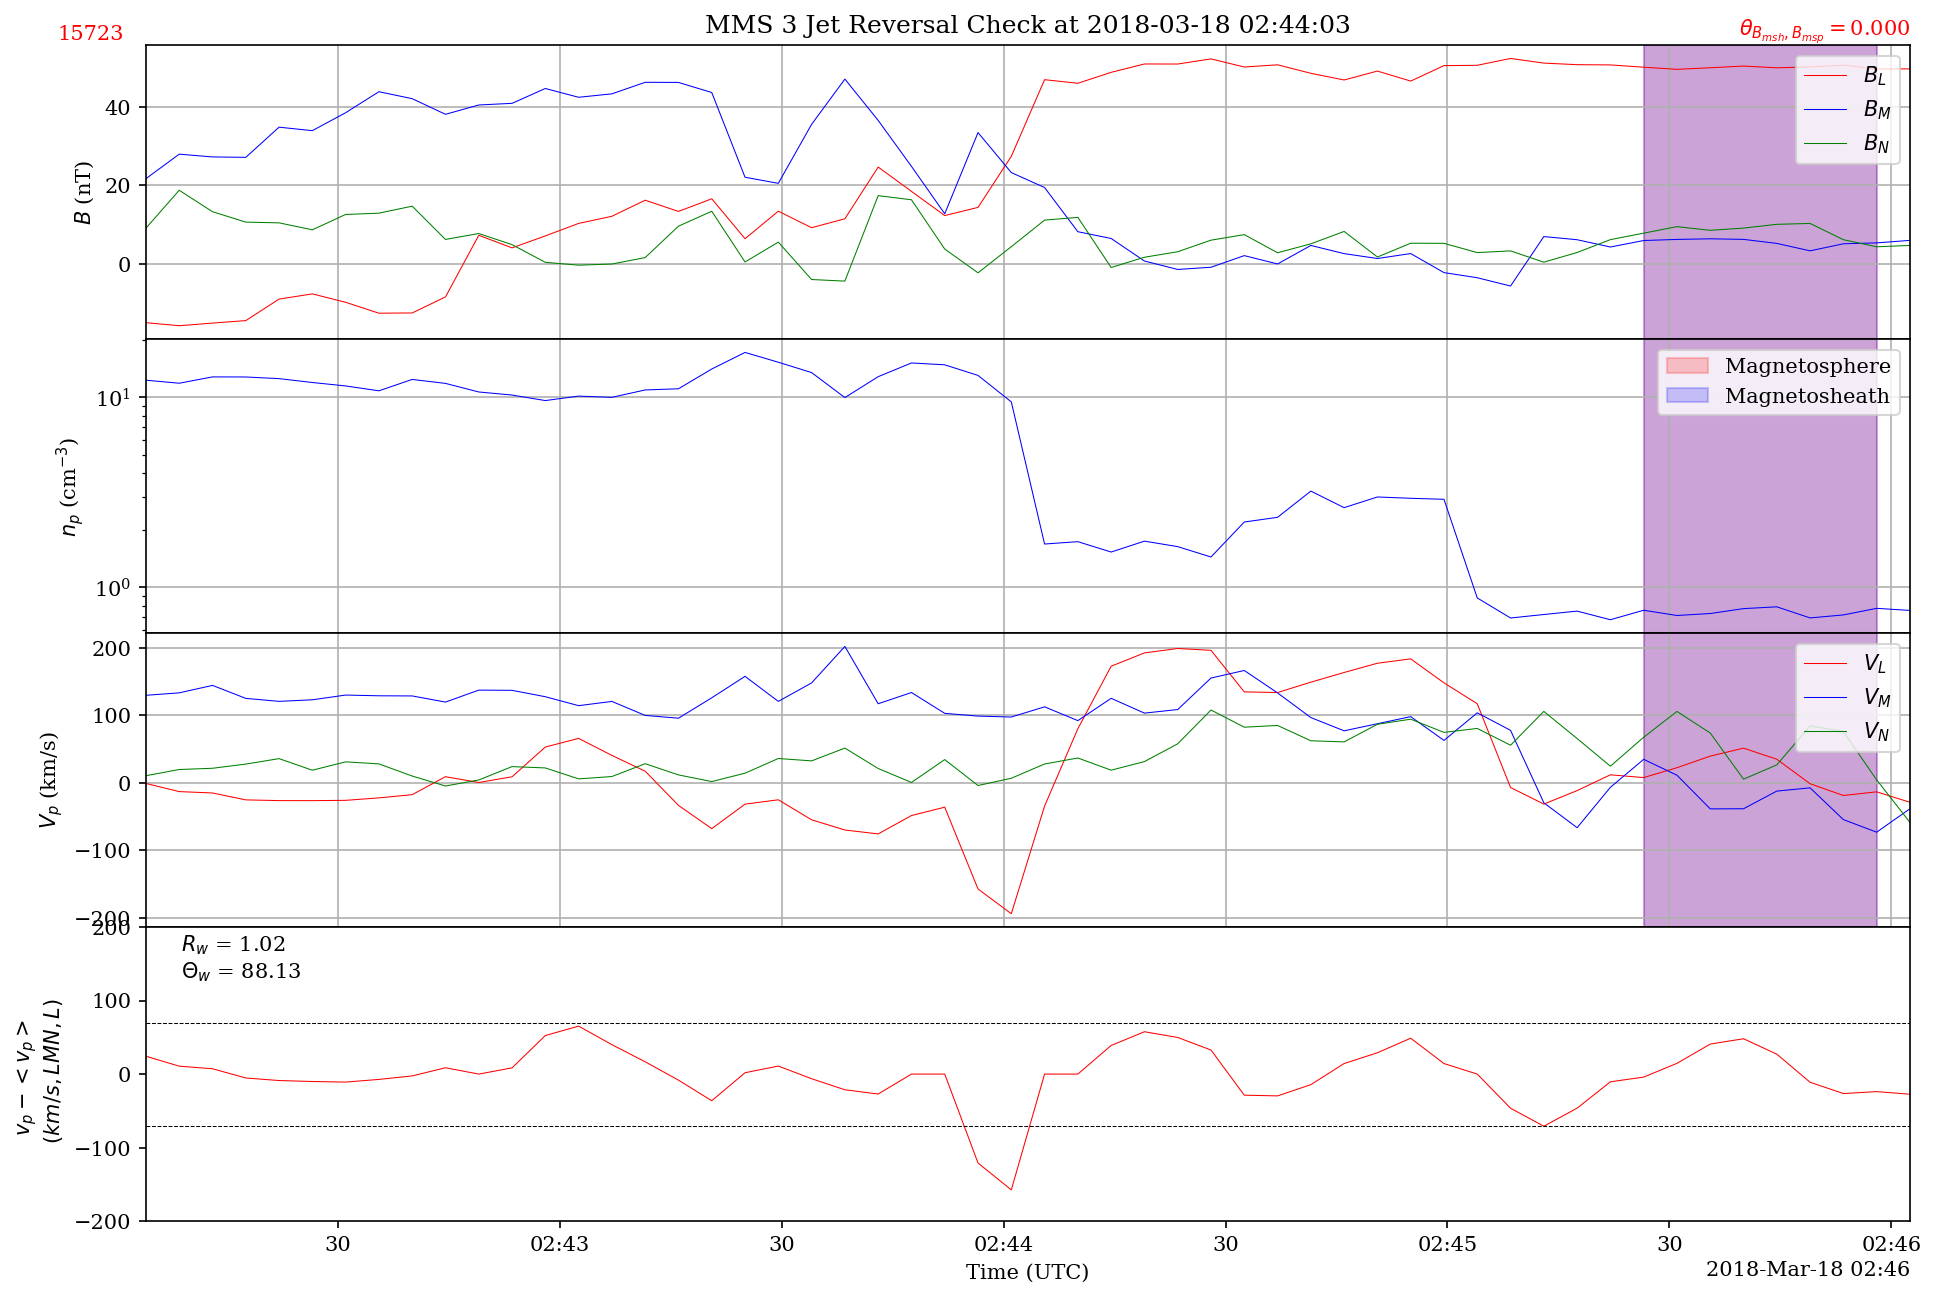 15723
MMS 3 Jet Reversal Check at 2018-03-18 02:44:03
θ_{B_{msh}, B_{msp}} = 0.000
B (nT)
40
20
0
B_L
B_M
B_N
n_p (cm^{−3})
10^1
10^0
Magnetosphere
Magnetosheath
V_p (km/s)
200
100
0
−100
−200
V_L
V_M
V_N
v_p − < v_p >
(km/s, LMN, L)
200
100
0
−100
−200
R_w = 1.02
Θ_w = 88.13
30 02:43 30 02:44 30 02:45 30 02:46
Time (UTC)
2018-Mar-18 02:46